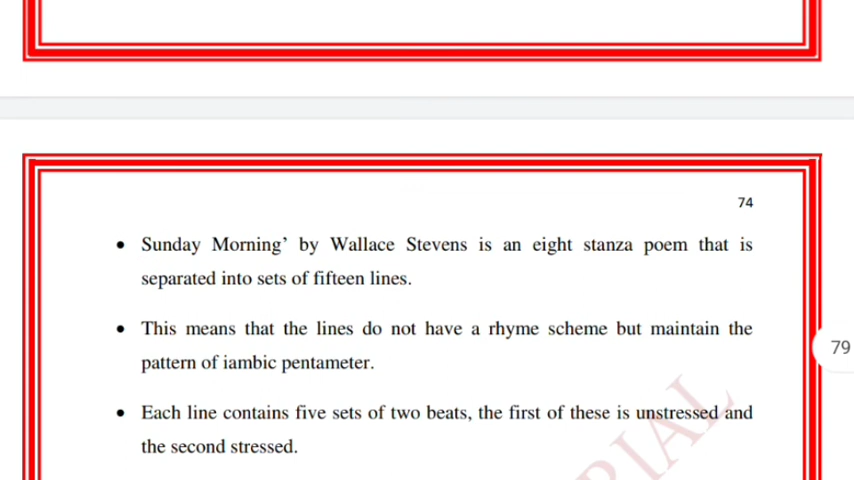 74
• Sunday Morning’ by Wallace Stevens is an eight stanza poem that is
separated into sets of fifteen lines.
• This means that the lines do not have a rhyme scheme but maintain the
pattern of iambic pentameter.
79
• Each line contains five sets of two beats, the first of these is unstressed and
the second stressed.
RIAL